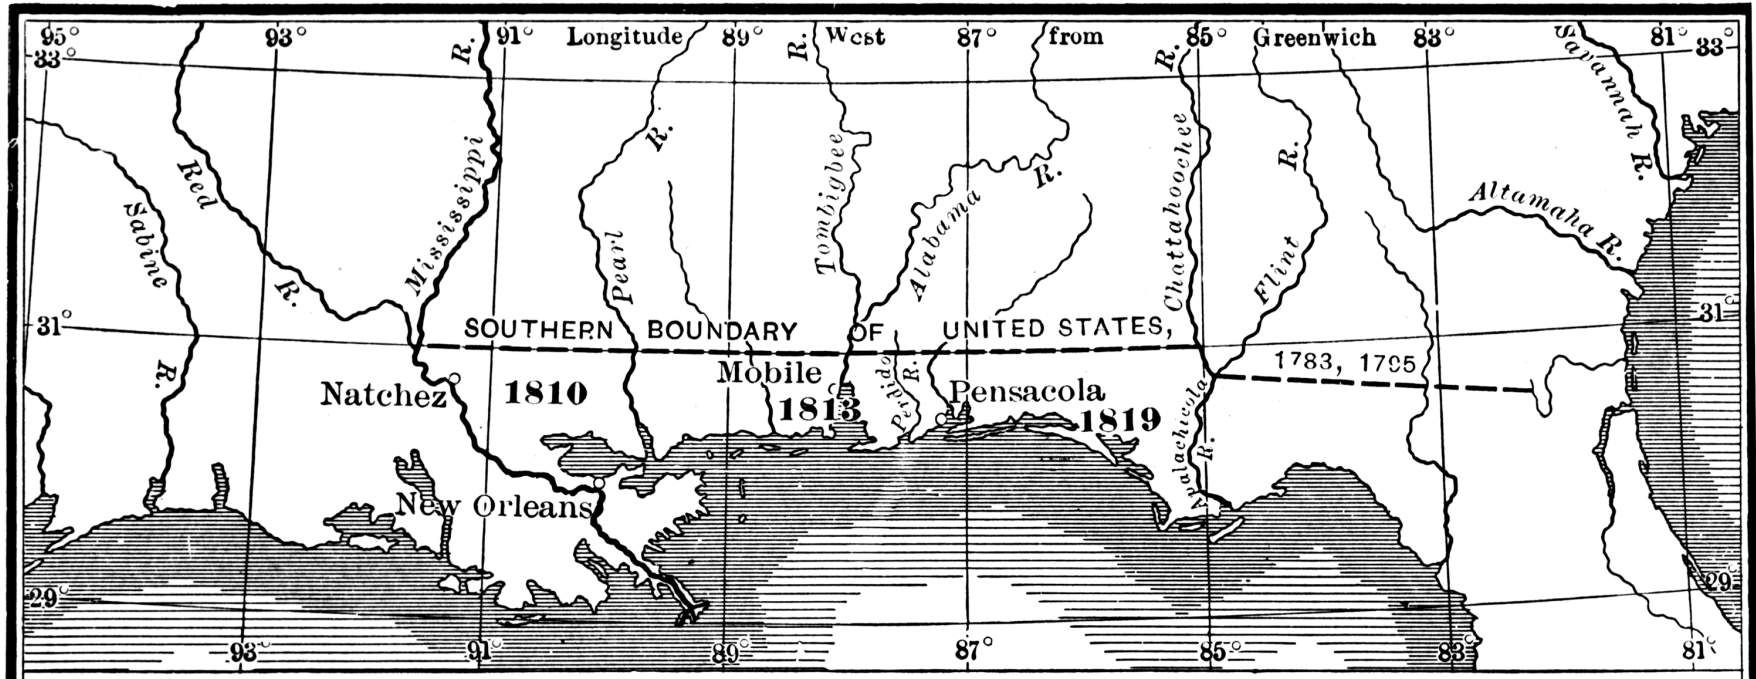 95° 93° 91° Longitude 89° West 87° from 85° Greenwich 83° 81°
33° 33°
Red R.
Sabine R.
Mississippi R.
Pearl R.
Tombigbee R.
Alabama R.
Chattahoochee R.
Flint R.
Savannah R.
Altamaha R.
31° 31°
SOUTHERN BOUNDARY OF UNITED STATES,
1783, 1795
Natchez
1810
Mobile
1813
Perdido R.
Pensacola
1819
Apalachicola R.
New Orleans
29° 29°
93° 91° 89° 87° 85° 83° 81°